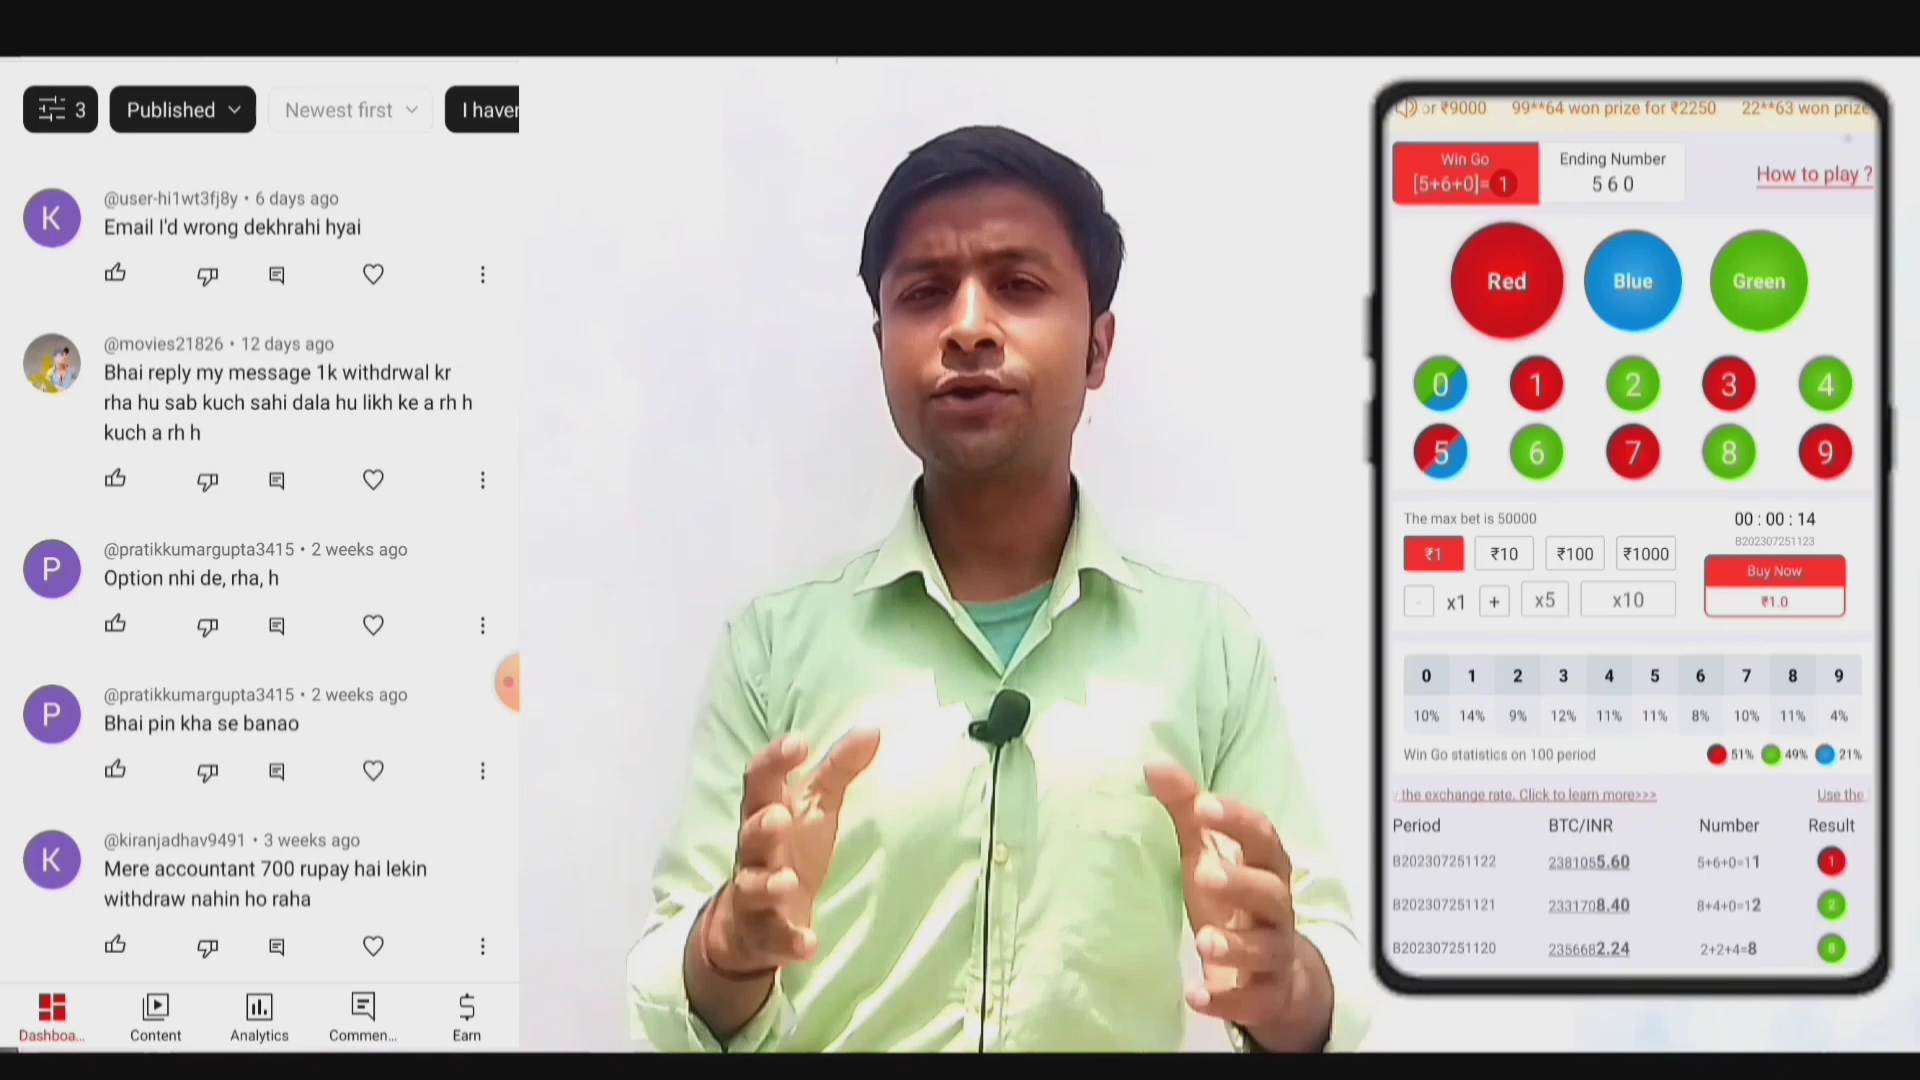 3
Published
Newest first
I haven
K
@user-hi1wt3fj8y • 6 days ago
Email I'd wrong dekhrahi hyai
@movies21826 • 12 days ago
Bhai reply my message 1k withdrwal kr
rha hu sab kuch sahi dala hu likh ke a rh h
kuch a rh h
P
@pratikkumargupta3415 • 2 weeks ago
Option nhi de, rha, h
P
@pratikkumargupta3415 • 2 weeks ago
Bhai pin kha se banao
K
@kiranjadhav9491 • 3 weeks ago
Mere accountant 700 rupay hai lekin
withdraw nahin ho raha
Dashboa...
Content
Analytics
Commen...
Earn
or ₹9000 99**64 won prize for ₹2250 22**63 won prize
Win Go
[5+6+0]= 1
Ending Number
5 6 0
How to play ?
Red Blue Green
0 1 2 3 4
5 6 7 8 9
The max bet is 50000
00 : 00 : 14
B202307251123
₹1 ₹10 ₹100 ₹1000
Buy Now
₹1.0
- x1 + x5 x10
0 1 2 3 4 5 6 7 8 9
10% 14% 9% 12% 11% 11% 8% 10% 11% 4%
Win Go statistics on 100 period
51% 49% 21%
the exchange rate. Click to learn more>>> Use the
Period BTC/INR Number Result
B202307251122 2381055.60 5+6+0=11 1
B202307251121 2331708.40 8+4+0=12 2
B202307251120 2356682.24 2+2+4=8 8